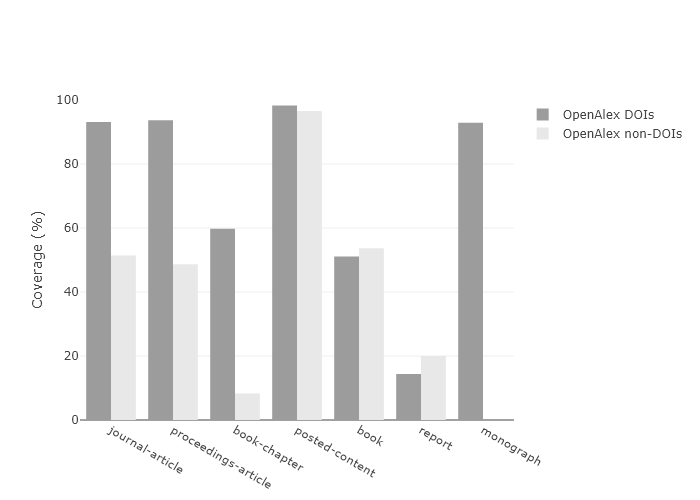 100
80
60
40
20
0
Coverage (%)
journal-article
proceedings-article
book-chapter
posted-content
book
report
monograph
OpenAlex DOIs
OpenAlex non-DOIs